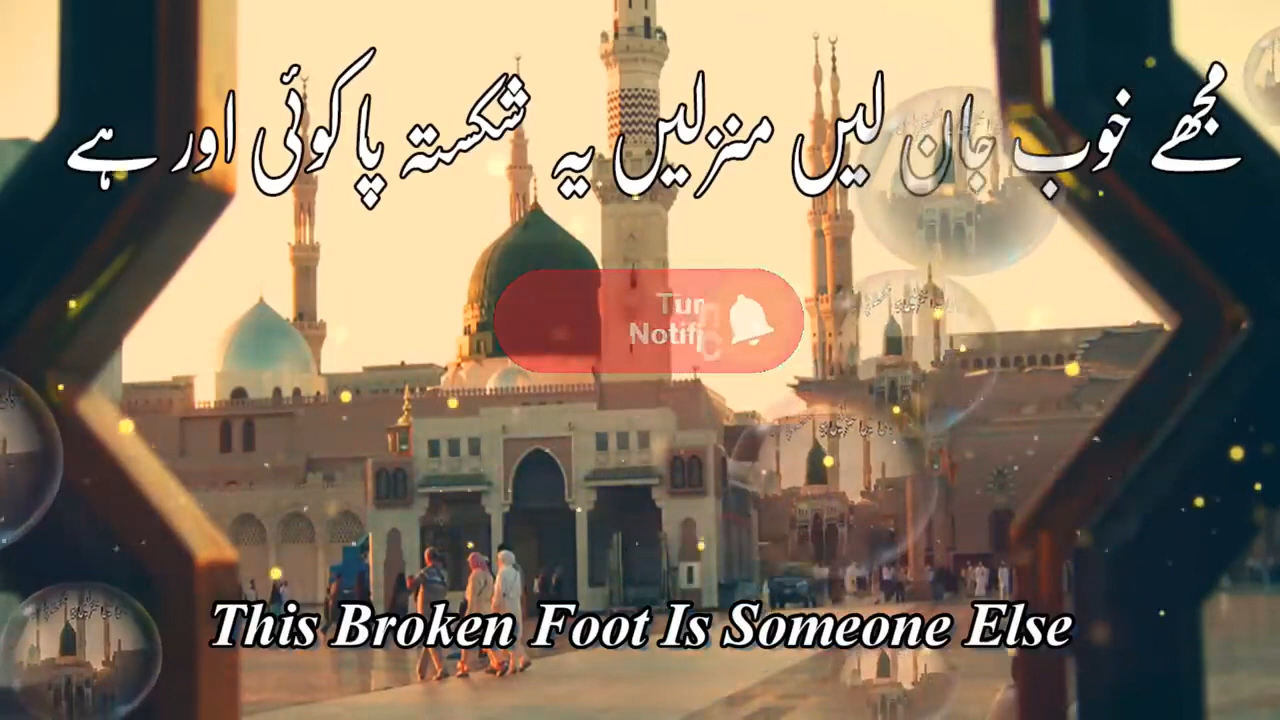 مجھے خوب جان لیں منزلیں یہ شکستہ پا کوئی اور ہے
This Broken Foot Is Someone Else